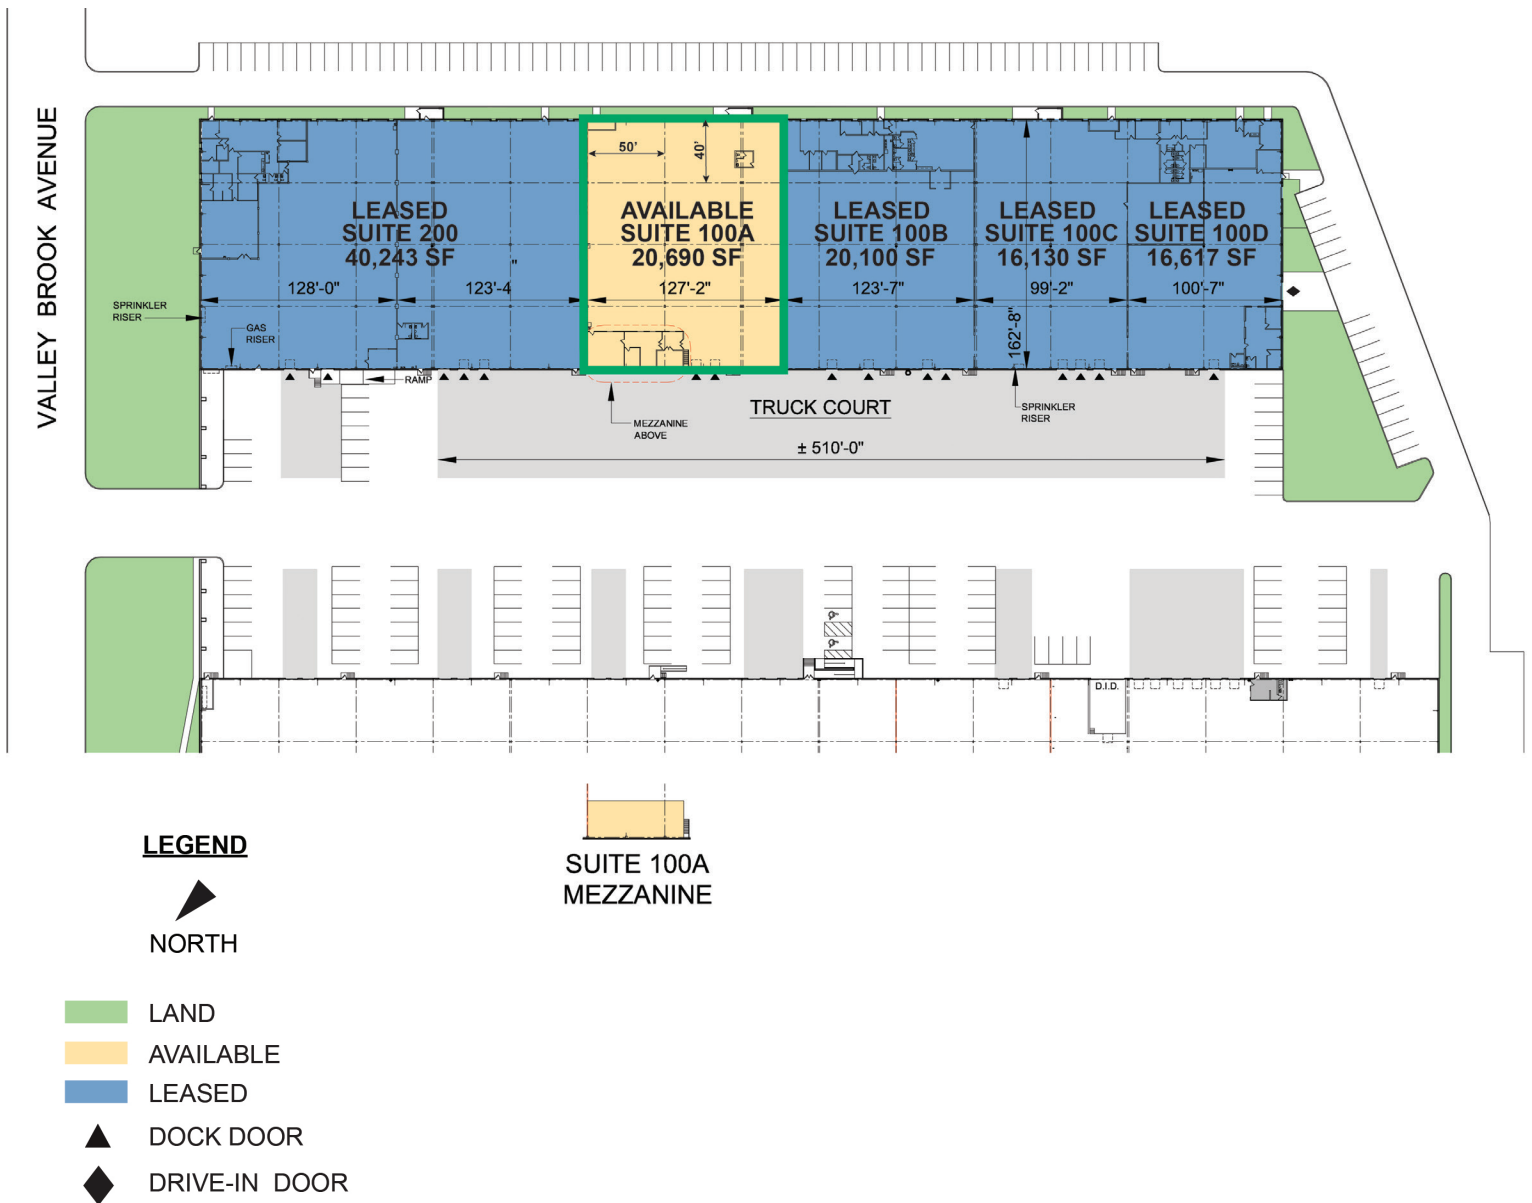 VALLEY BROOK AVENUE
50'
40'
LEASED
SUITE 200
40,243 SF
AVAILABLE
SUITE 100A
20,690 SF
LEASED
SUITE 100B
20,100 SF
LEASED
SUITE 100C
16,130 SF
LEASED
SUITE 100D
16,617 SF
128'-0"
123'-4
"
127'-2"
123'-7"
99'-2"
100'-7"
162'-8"
SPRINKLER
RISER
GAS
RISER
RAMP
MEZZANINE
ABOVE
TRUCK COURT
± 510'-0"
SPRINKLER
RISER
D.I.D.
SUITE 100A
MEZZANINE
LEGEND
NORTH
LAND
AVAILABLE
LEASED
DOCK DOOR
DRIVE-IN DOOR